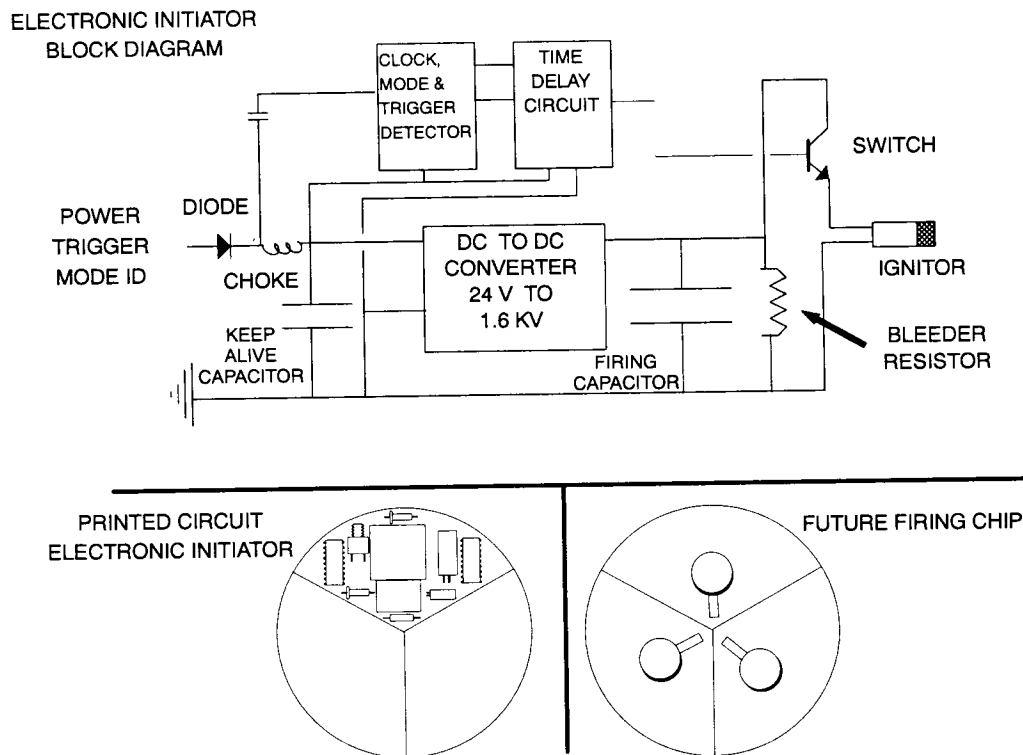 ELECTRONIC INITIATOR
BLOCK DIAGRAM
CLOCK,
MODE &
TRIGGER
DETECTOR
TIME
DELAY
CIRCUIT
SWITCH
POWER
TRIGGER
MODE ID
DIODE
CHOKE
DC TO DC
CONVERTER
24 V TO
1.6 KV
IGNITOR
KEEP
ALIVE
CAPACITOR
FIRING
CAPACITOR
BLEEDER
RESISTOR
PRINTED CIRCUIT
ELECTRONIC INITIATOR
FUTURE FIRING CHIP